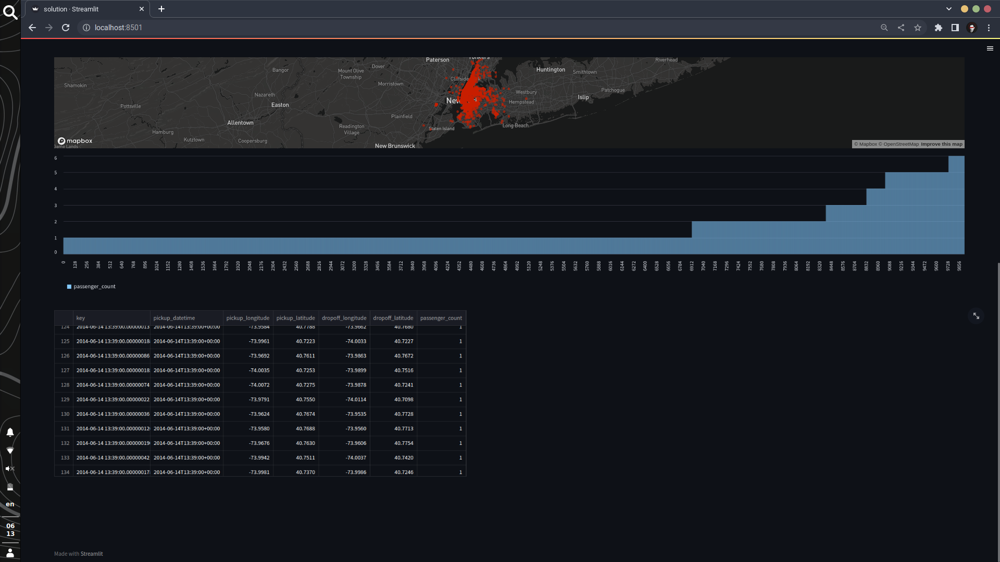 solution · Streamlit
localhost:8501
Paterson
Riverhead
Bangor
Mount Olive
Township
Dover
Huntington
Smithtown
Shamokin
Morristown
Westbury
Patchogue
Nazareth
Islip
Hempstead
Pottsville
Easton
Plainfield
Allentown
Readington
Village
Staten Island
Long Beach
Hamburg
Kutztown
Coopersburg
mapbox
Game Lands
New Brunswick
© Mapbox © OpenStreetMap Improve this map
6
5
4
3
2
1
0
0 128 256 384 512 640 768 896 1024 1152 1280 1408 1536 1664 1792 1920 2048 2176 2304 2432 2560 2688 2816 2944 3072 3200 3328 3456 3584 3712 3840 3968 4096 4224 4352 4480 4608 4736 4864 4992 5120 5248 5376 5504 5632 5760 5888 6016 6144 6272 6400 6528 6656 6784 6912 7040 7168 7296 7424 7552 7680 7808 7936 8064 8192 8320 8448 8576 8704 8832 8960 9088 9216 9344 9472 9600 9728 9856
passenger_count
key pickup_datetime pickup_longitude pickup_latitude dropoff_longitude dropoff_latitude passenger_count
124 2014-06-14 13:39:00.00000013 2014-06-14T13:39:00+00:00 -73.9584 40.7788 -73.9662 40.7680 1
125 2014-06-14 13:39:00.00000018 2014-06-14T13:39:00+00:00 -73.9961 40.7223 -74.0033 40.7227 1
126 2014-06-14 13:39:00.00000086 2014-06-14T13:39:00+00:00 -73.9692 40.7611 -73.9863 40.7672 1
127 2014-06-14 13:39:00.00000018 2014-06-14T13:39:00+00:00 -74.0035 40.7253 -73.9899 40.7516 1
128 2014-06-14 13:39:00.00000074 2014-06-14T13:39:00+00:00 -74.0072 40.7275 -73.9878 40.7241 1
129 2014-06-14 13:39:00.00000022 2014-06-14T13:39:00+00:00 -73.9791 40.7550 -74.0114 40.7098 1
130 2014-06-14 13:39:00.00000036 2014-06-14T13:39:00+00:00 -73.9624 40.7674 -73.9535 40.7728 1
131 2014-06-14 13:39:00.00000012 2014-06-14T13:39:00+00:00 -73.9580 40.7688 -73.9560 40.7713 1
132 2014-06-14 13:39:00.00000019 2014-06-14T13:39:00+00:00 -73.9676 40.7630 -73.9606 40.7754 1
133 2014-06-14 13:39:00.00000042 2014-06-14T13:39:00+00:00 -73.9942 40.7511 -74.0037 40.7420 1
134 2014-06-14 13:39:00.00000017 2014-06-14T13:39:00+00:00 -73.9981 40.7370 -73.9986 40.7246 1
en
06
13
Made with Streamlit